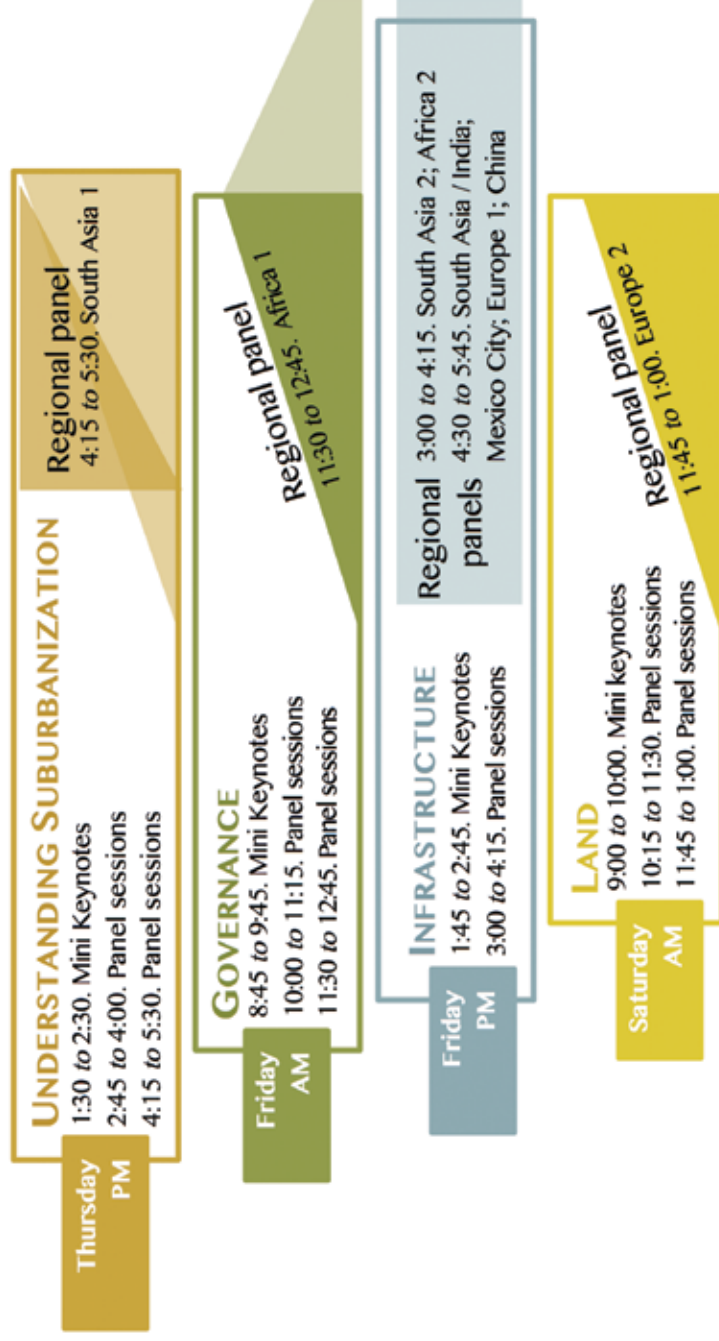 Thursday
PM
UNDERSTANDING SUBURBANIZATION
1:30 to 2:30. Mini Keynotes
2:45 to 4:00. Panel sessions
4:15 to 5:30. Panel sessions
Regional panel
4:15 to 5:30. South Asia 1
Friday
AM
GOVERNANCE
8:45 to 9:45. Mini Keynotes
10:00 to 11:15. Panel sessions
11:30 to 12:45. Panel sessions
Regional panel
11:30 to 12:45. Africa 1
Friday
PM
INFRASTRUCTURE
1:45 to 2:45. Mini Keynotes
3:00 to 4:15. Panel sessions
Regional
panels
3:00 to 4:15. South Asia 2; Africa 2
4:30 to 5:45. South Asia / India;
Mexico City; Europe 1; China
Saturday
AM
LAND
9:00 to 10:00. Mini keynotes
10:15 to 11:30. Panel sessions
11:45 to 1:00. Panel sessions
Regional panel
11:45 to 1:00. Europe 2